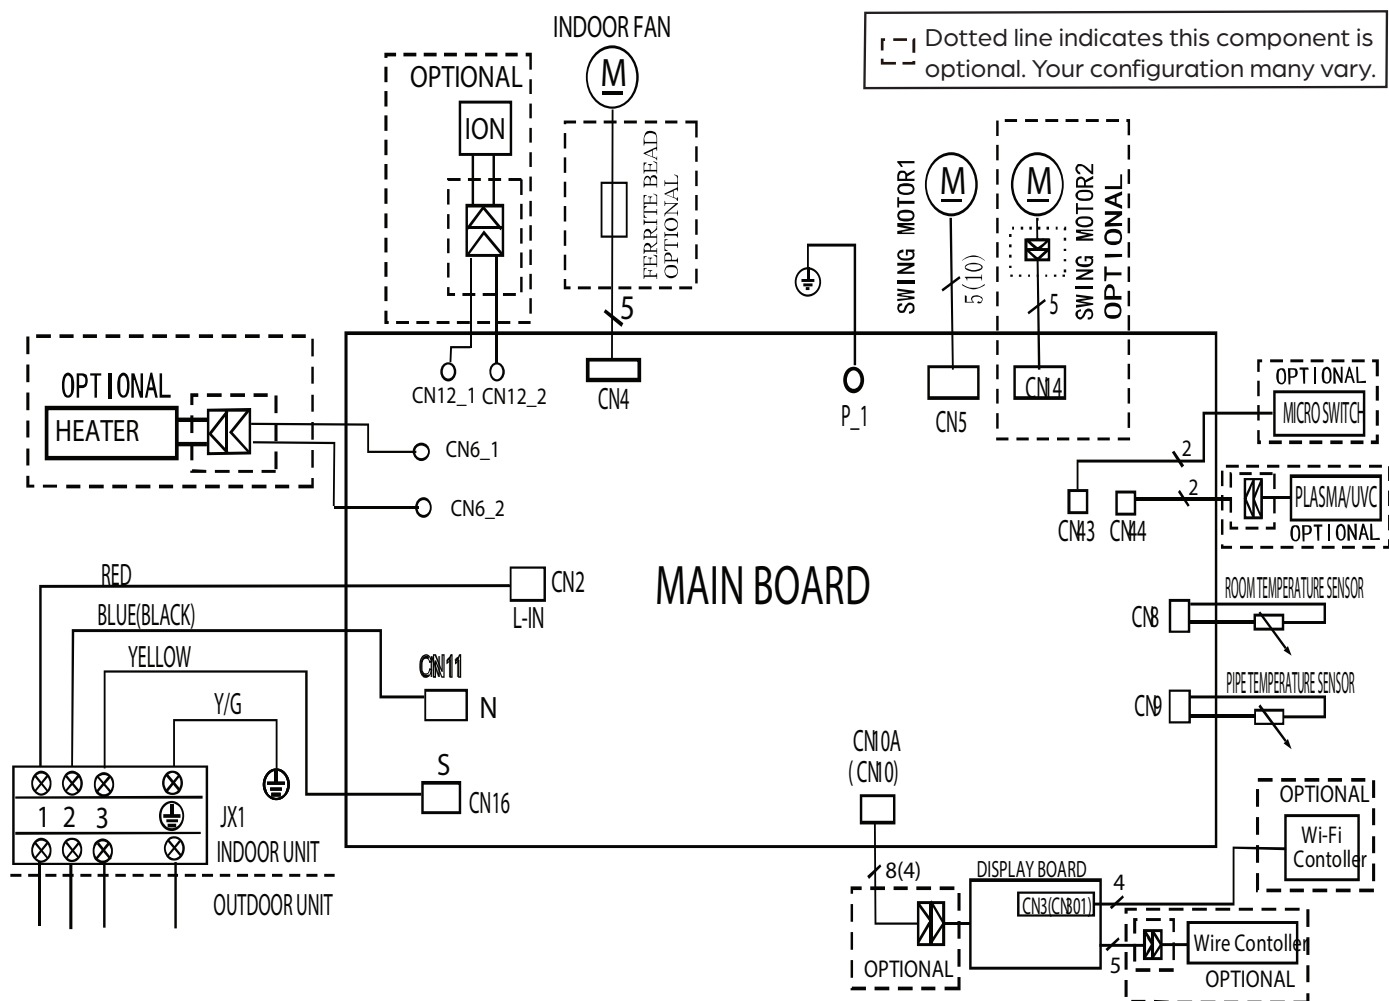 INDOOR FAN
M
Dotted line indicates this component is
optional. Your configuration many vary.
OPTIONAL
ION
FERRITE BEAD
OPTIONAL
5
SWING MOTOR1
M
5(10)
M
5
SWING MOTOR2
OPTIONAL
OPTIONAL
HEATER
CN12_1
CN12_2
CN4
P_1
CN5
CN14
OPTIONAL
MICRO SWITCH
CN6_1
CN6_2
2
2
CN43
CN44
PLASMA/UVC
OPTIONAL
RED
CN2
L-IN
BLUE(BLACK)
YELLOW
CN11
N
Y/G
S
CN16
MAIN BOARD
CN8
ROOM TEMPERATURE SENSOR
CN9
PIPE TEMPERATURE SENSOR
CN10A
(CN10)
1 2 3
JX1
INDOOR UNIT
OUTDOOR UNIT
8(4)
OPTIONAL
DISPLAY BOARD
CN3(CN301)
4
5
OPTIONAL
Wi-Fi
Contoller
Wire Contoller
OPTIONAL